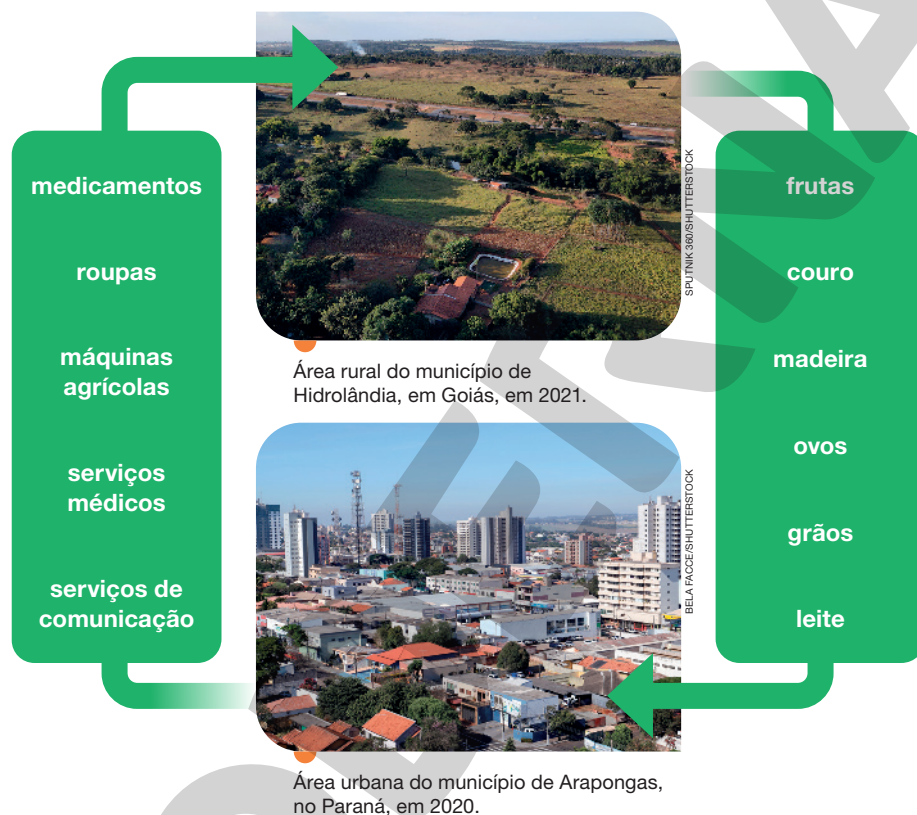 medicamentos
roupas
máquinas
agrícolas
serviços
médicos
serviços de
comunicação
SPUTNIK 360/SHUTTERSTOCK
Área rural do município de
Hidrolândia, em Goiás, em 2021.
BELA FACCE/SHUTTERSTOCK
Área urbana do município de Arapongas,
no Paraná, em 2020.
frutas
couro
madeira
ovos
grãos
leite